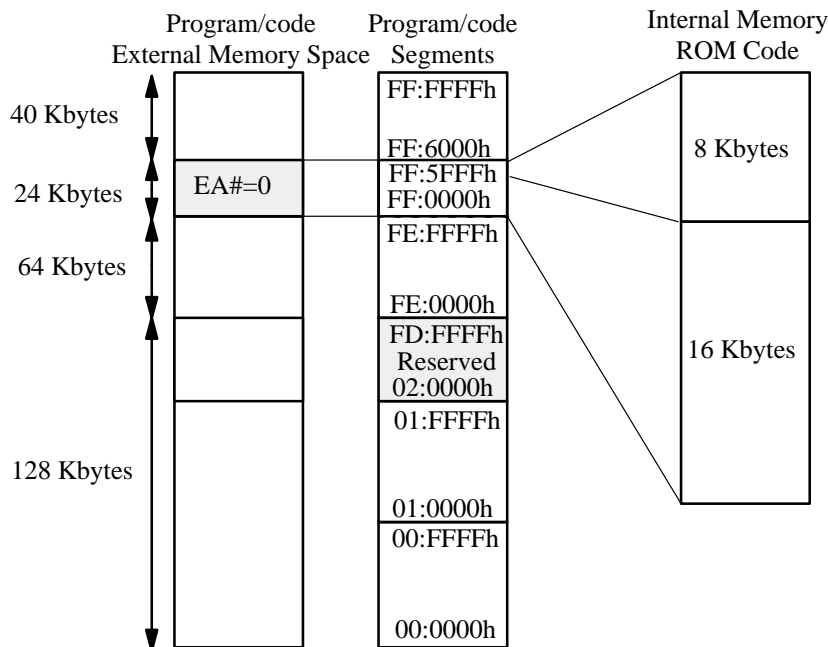 Program/code
External Memory Space
Program/code
Segments
Internal Memory
ROM Code
40 Kbytes
24 Kbytes
64 Kbytes
128 Kbytes
EA#=0
FF:FFFFh
FF:6000h
FF:5FFFh
FF:0000h
FE:FFFFh
FE:0000h
FD:FFFFh
Reserved
02:0000h
01:FFFFh
01:0000h
00:FFFFh
00:0000h
8 Kbytes
16 Kbytes